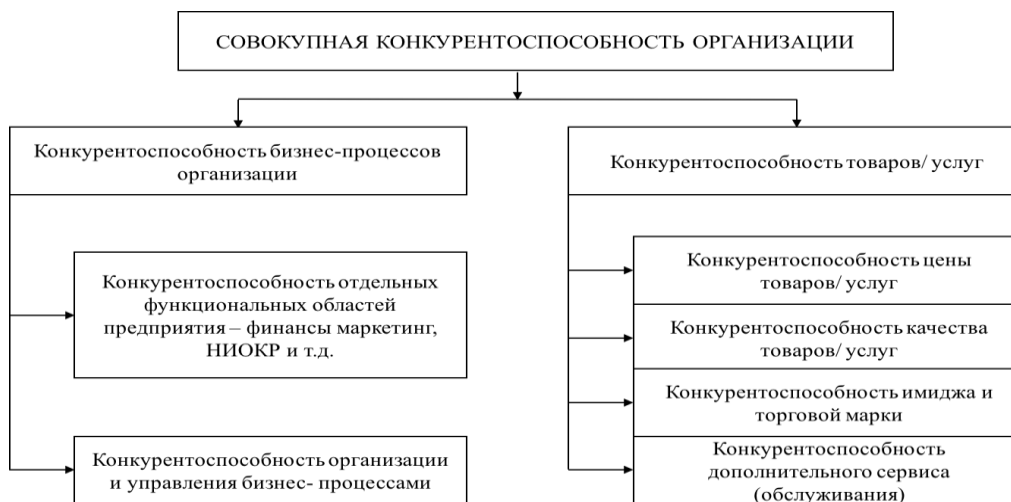 СОВОКУПНАЯ КОНКУРЕНТОСПОСОБНОСТЬ ОРГАНИЗАЦИИ
Конкурентоспособность бизнес-процессов
организации
Конкурентоспособность отдельных
функциональных областей
предприятия – финансы маркетинг,
НИОКР и т.д.
Конкурентоспособность организации
и управления бизнес- процессами
Конкурентоспособность товаров/ услуг
Конкурентоспособность цены
товаров/ услуг
Конкурентоспособность качества
товаров/ услуг
Конкурентоспособность имиджа и
торговой марки
Конкурентоспособность
дополнительного сервиса
(обслуживания)